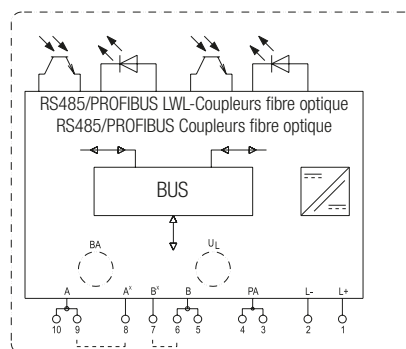 RS485/PROFIBUS LWL-Coupleurs fibre optique
RS485/PROFIBUS Coupleurs fibre optique
BUS
BA UL
A Ax Bx B PA L- L+
10 9 8 7 6 5 4 3 2 1